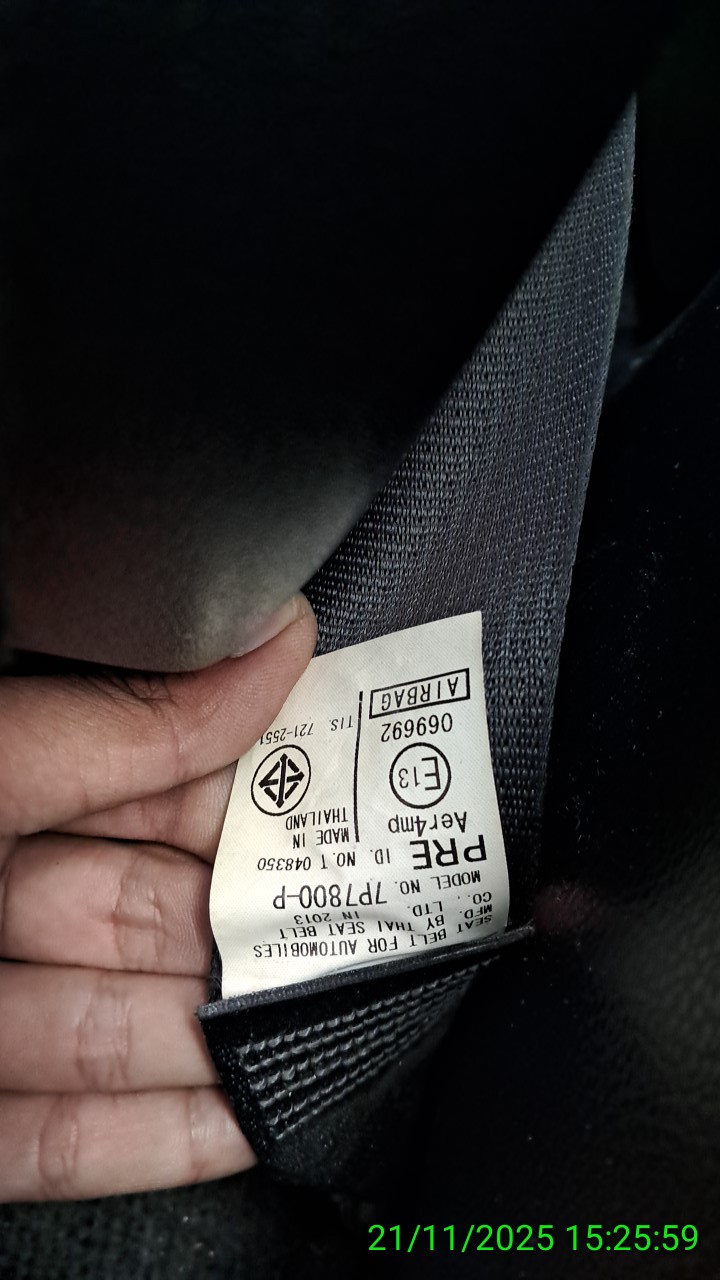 SEAT BELT FOR AUTOMOBILES
MFD. BY THAI SEAT BELT
CO., LTD. IN 2013
MODEL NO. 7P7800-P
PRE ID. NO.T 048350
Aer4mp
E13
069692
AIRBAG
MADE IN
THAILAND
TIS. 721-2551
21/11/2025 15:25:59